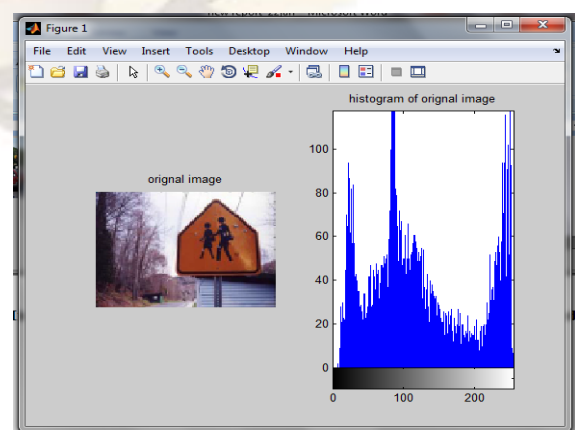 Figure 1
File Edit View Insert Tools Desktop Window Help
orignal image
histogram of orignal image
100
80
60
40
20
0
0 100 200